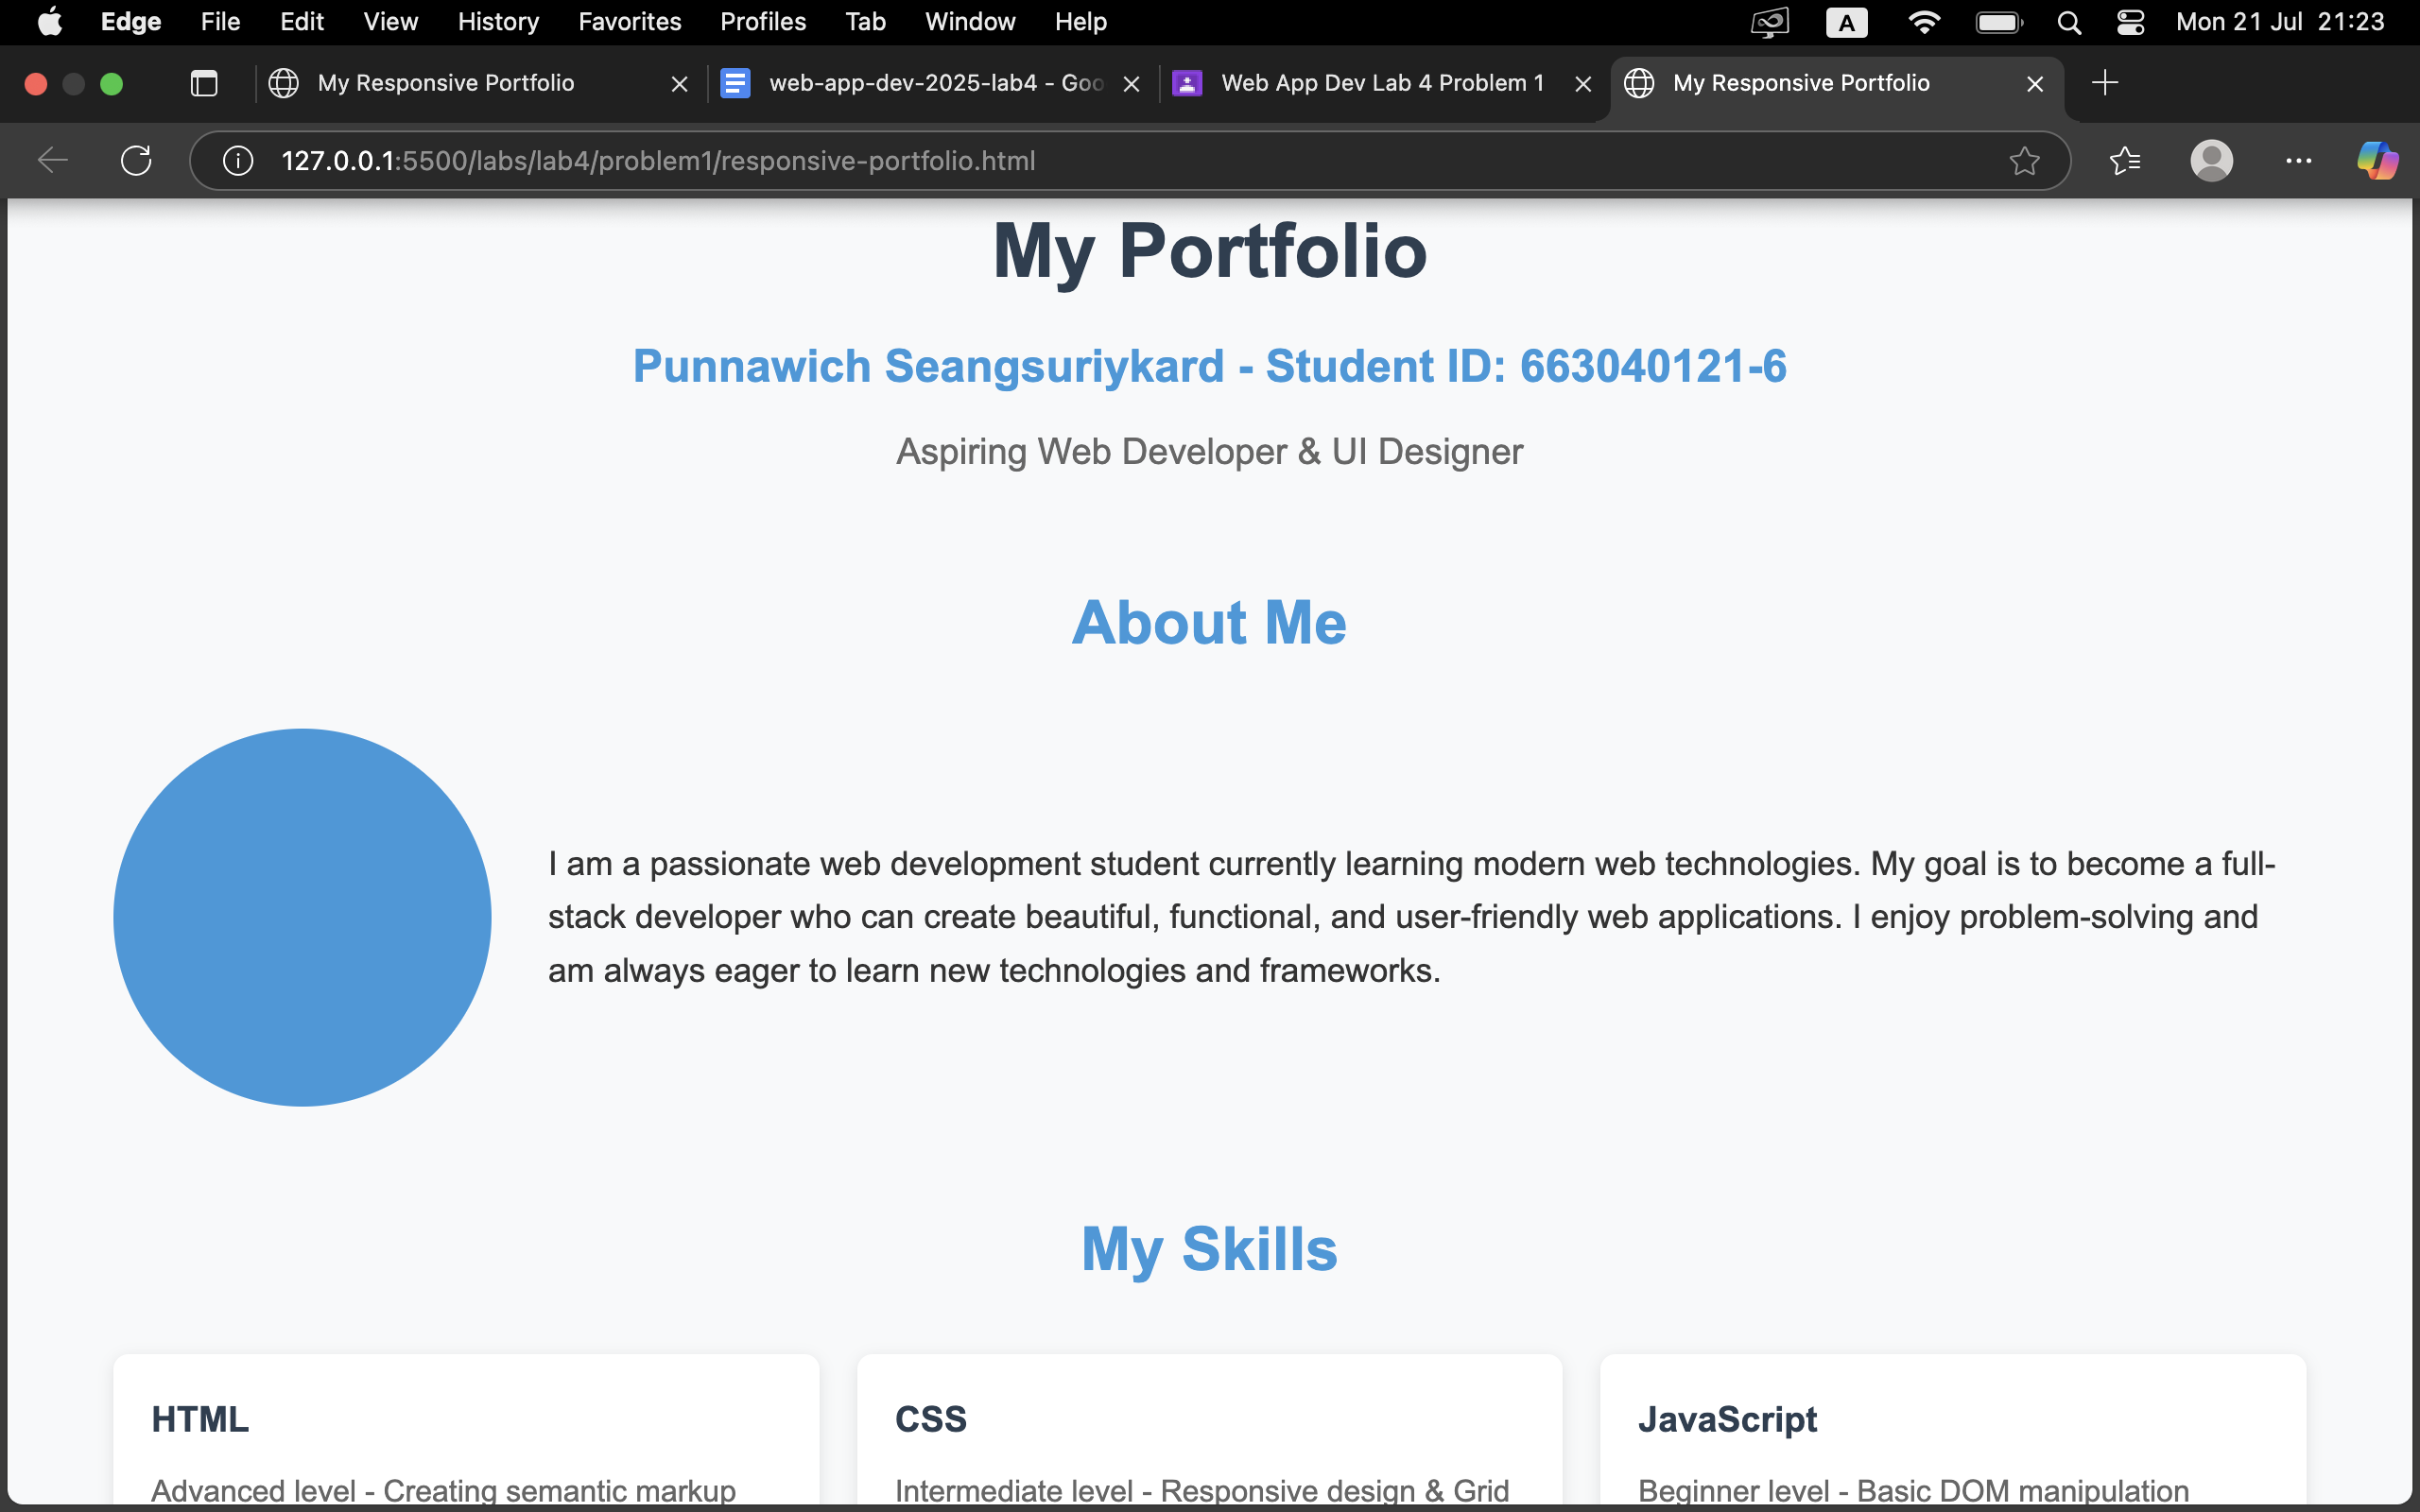 Edge File Edit View History Favorites Profiles Tab Window Help A Mon 21 Jul 21:23
My Responsive Portfolio web-app-dev-2025-lab4 - Goo Web App Dev Lab 4 Problem 1 My Responsive Portfolio
127.0.0.1:5500/labs/lab4/problem1/responsive-portfolio.html
My Portfolio
Punnawich Seangsuriykard - Student ID: 663040121-6
Aspiring Web Developer & UI Designer
About Me
I am a passionate web development student currently learning modern web technologies. My goal is to become a full-
stack developer who can create beautiful, functional, and user-friendly web applications. I enjoy problem-solving and
am always eager to learn new technologies and frameworks.
My Skills
HTML
Advanced level - Creating semantic markup
CSS
Intermediate level - Responsive design & Grid
JavaScript
Beginner level - Basic DOM manipulation